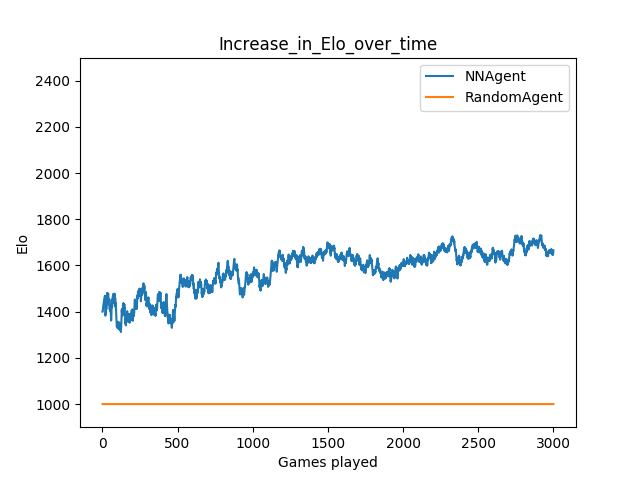 Increase_in_Elo_over_time
NNAgent
RandomAgent
2400
2200
2000
1800
1600
1400
1200
1000
Elo
0 500 1000 1500 2000 2500 3000
Games played